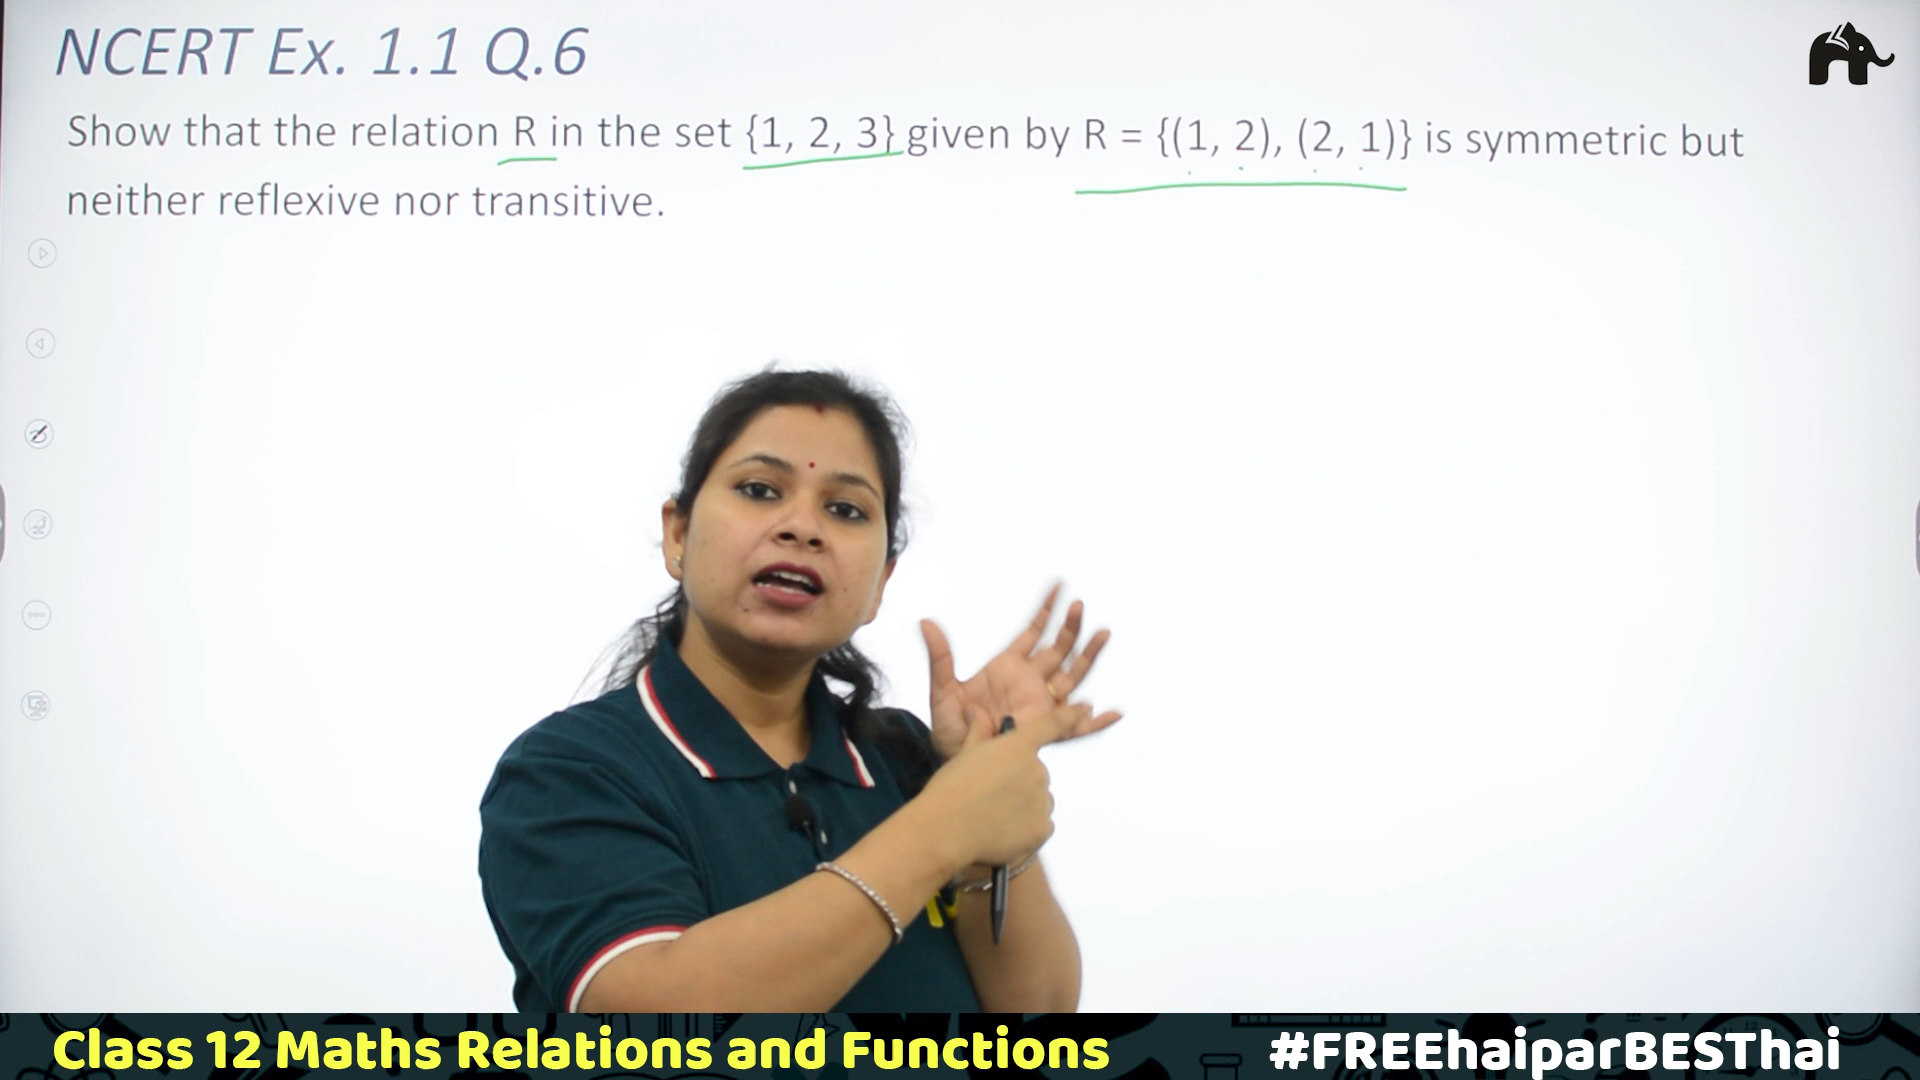 NCERT Ex. 1.1 Q.6
Show that the relation R in the set {1, 2, 3} given by R = {(1, 2), (2, 1)} is symmetric but
neither reflexive nor transitive.
Class 12 Maths Relations and Functions
#FREEhaiparBESThai